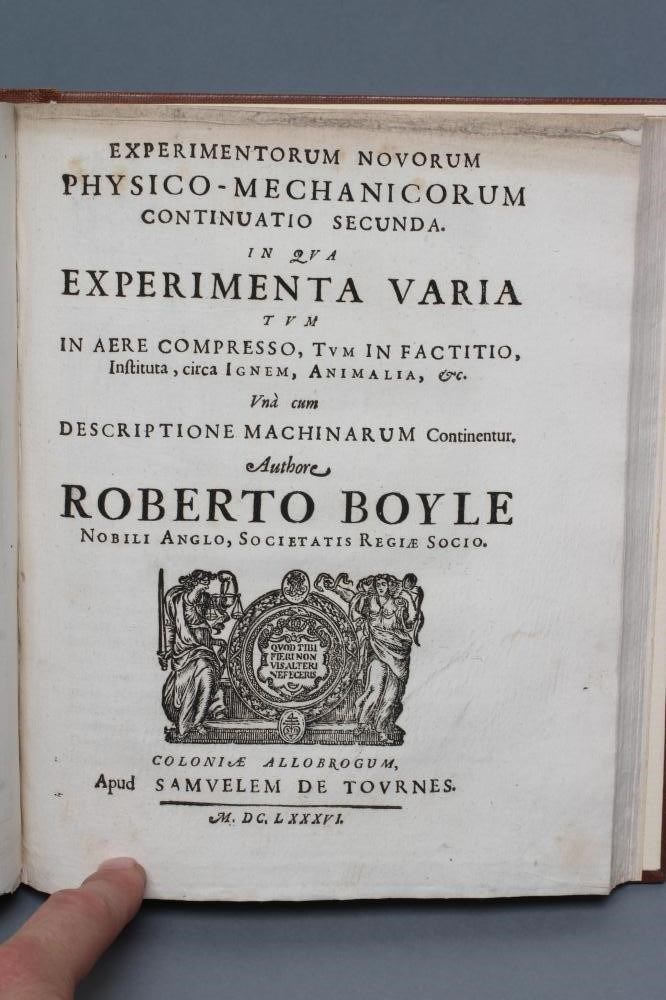 EXPERIMENTORUM NOVORUM
PHYSICO-MECHANICORUM
CONTINUATIO SECUNDA.
IN QVA
EXPERIMENTA VARIA
TVM
IN AERE COMPRESSO, TVM IN FACTITIO,
Inſtituta, circa IGNEM, ANIMALIA, &c.
Vnà cum
DESCRIPTIONE MACHINARUM Continentur.
Authore
ROBERTO BOYLE
NOBILI ANGLO, SOCIETATIS REGIÆ SOCIO.
QVOD TIBI
FIERI NON
VIS, ALTERI
NE FECERIS
COLONIÆ ALLOBROGUM,
Apud SAMVELEM DE TOVRNES.
M. DC. LXXXVI.